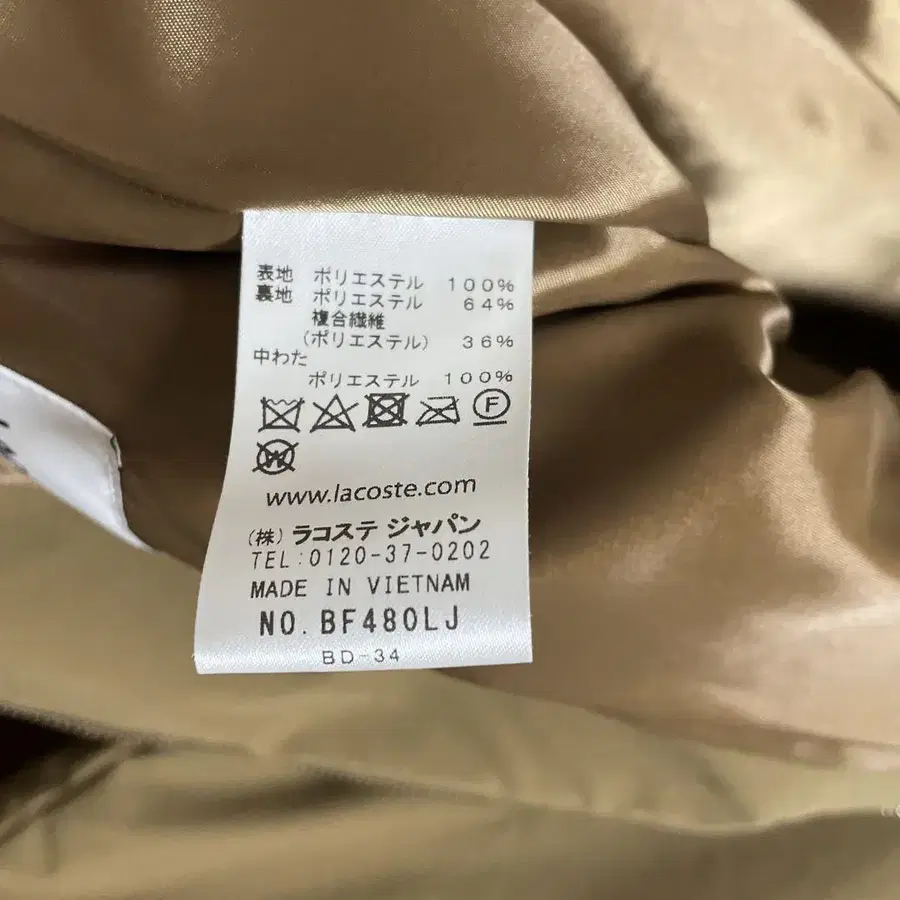 表地 ポリエステル 100%
裏地 ポリエステル 64%
複合繊維
(ポリエステル) 36%
中わた
ポリエステル 100%
F
W
www.lacoste.com
(株) ラコステ ジャパン
TEL:0120-37-0202
MADE IN VIETNAM
NO. BF480LJ
BD-34